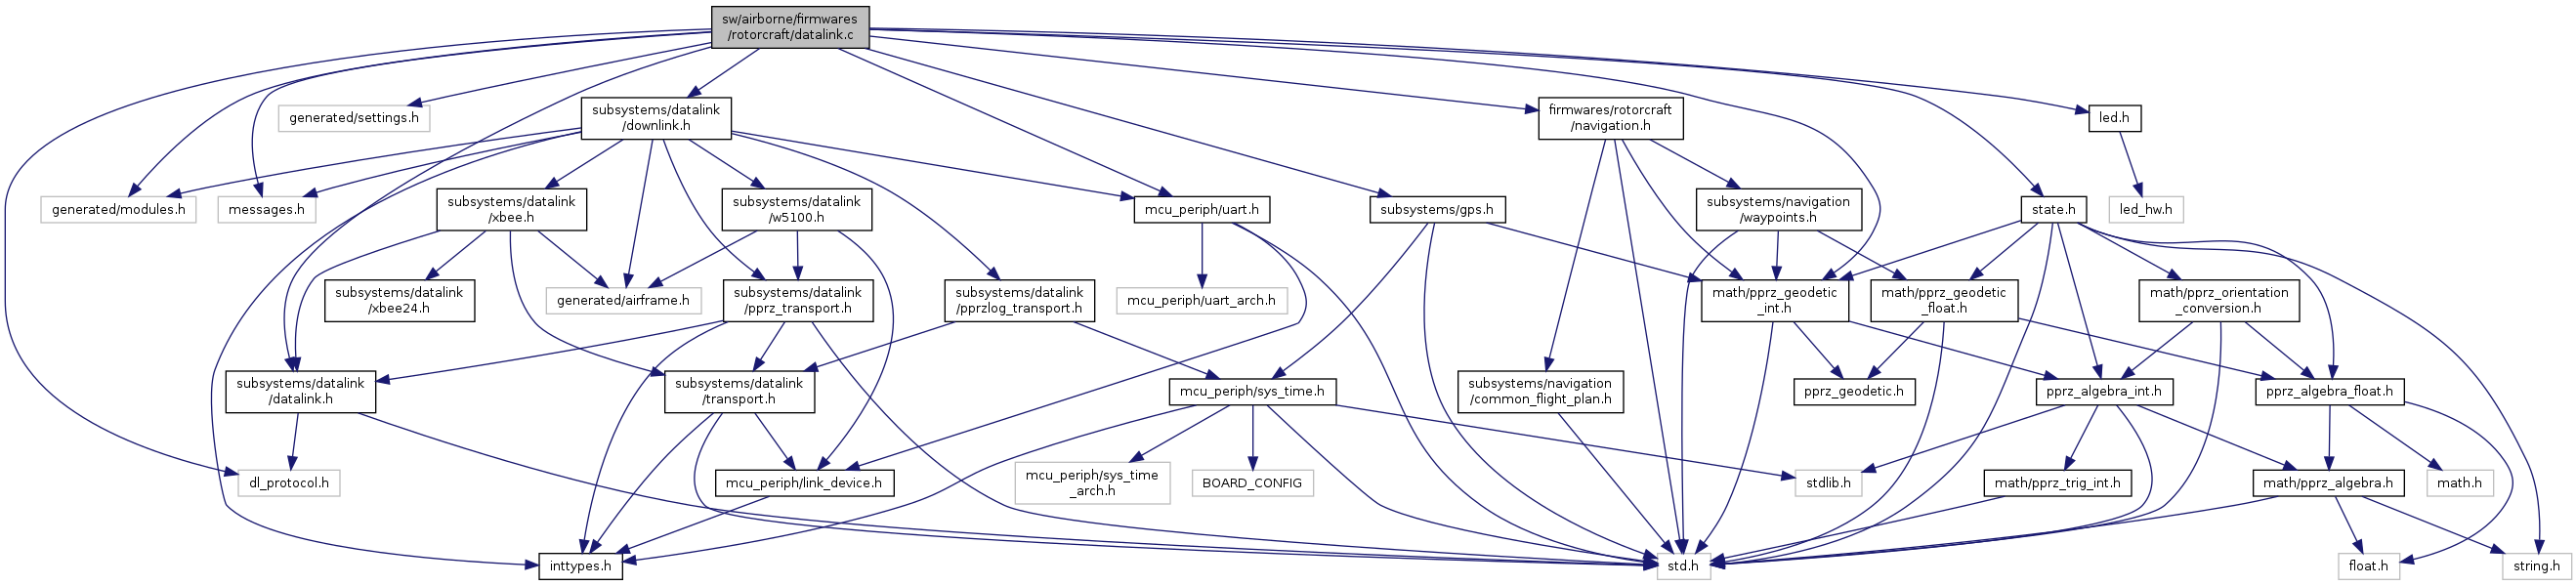 sw/airborne/firmwares
/rotorcraft/datalink.c
generated/settings.h
subsystems/datalink
/downlink.h
firmwares/rotorcraft
/navigation.h
led.h
generated/modules.h
messages.h
subsystems/datalink
/xbee.h
subsystems/datalink
/w5100.h
mcu_periph/uart.h
subsystems/gps.h
subsystems/navigation
/waypoints.h
state.h
led_hw.h
subsystems/datalink
/xbee24.h
generated/airframe.h
subsystems/datalink
/pprz_transport.h
subsystems/datalink
/pprzlog_transport.h
mcu_periph/uart_arch.h
math/pprz_geodetic
_int.h
math/pprz_geodetic
_float.h
math/pprz_orientation
_conversion.h
subsystems/datalink
/datalink.h
subsystems/datalink
/transport.h
mcu_periph/sys_time.h
subsystems/navigation
/common_flight_plan.h
pprz_geodetic.h
pprz_algebra_int.h
pprz_algebra_float.h
dl_protocol.h
mcu_periph/link_device.h
mcu_periph/sys_time
_arch.h
BOARD_CONFIG
stdlib.h
math/pprz_trig_int.h
math/pprz_algebra.h
math.h
inttypes.h
std.h
float.h
string.h